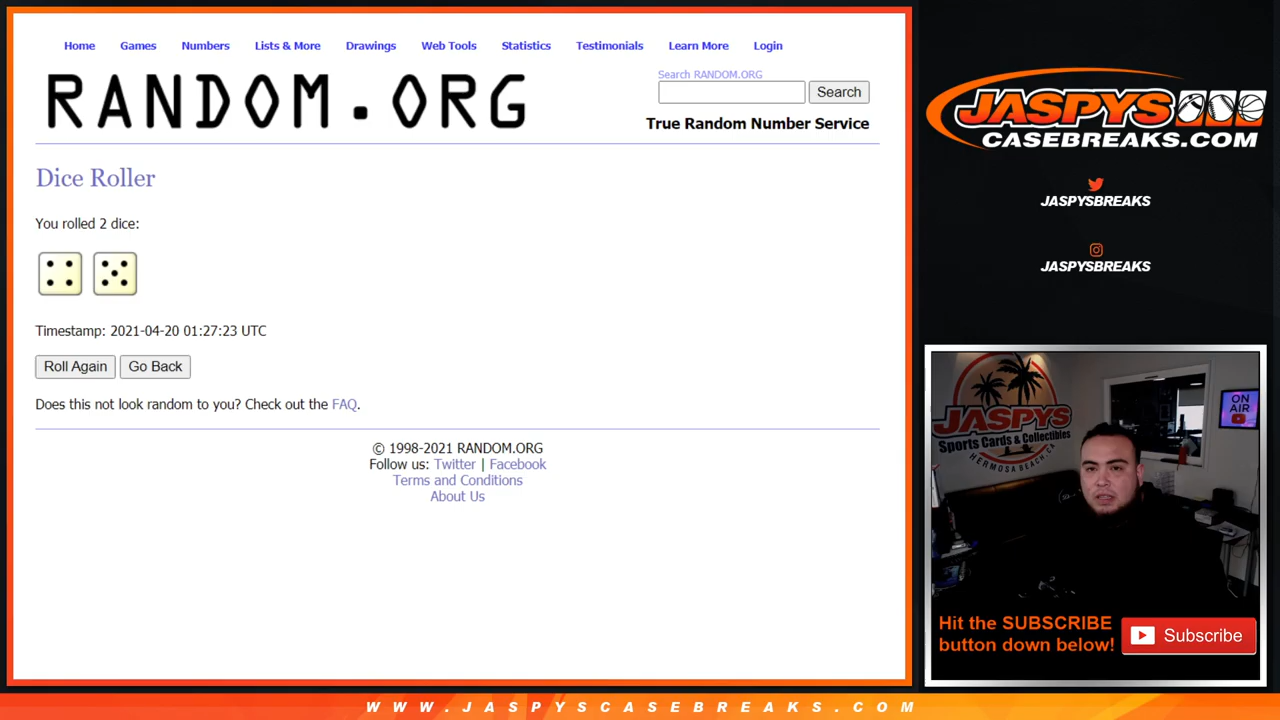 Home Games Numbers Lists & More Drawings Web Tools Statistics Testimonials Learn More Login
RANDOM.ORG
Search RANDOM.ORG
Search
True Random Number Service
Dice Roller
You rolled 2 dice:
Timestamp: 2021-04-20 01:27:23 UTC
Roll Again Go Back
Does this not look random to you? Check out the FAQ.
© 1998-2021 RANDOM.ORG
Follow us: Twitter | Facebook
Terms and Conditions
About Us
JASPYS
CASEBREAKS.COM
JASPYSBREAKS
JASPYSBREAKS
JASPYS
Sports Cards & Collectibles
HERMOSA BEACH, CA
ON
AIR
Hit the SUBSCRIBE
button down below!
Subscribe
WWW.JASPYSCASEBREAKS.COM